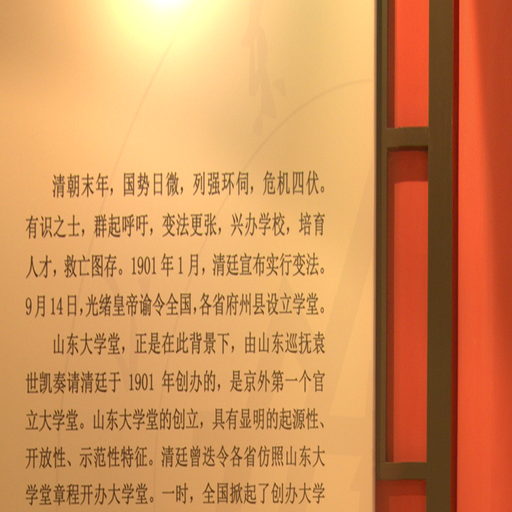 清朝末年，国势日微，列强环伺，危机四伏。
有识之士，群起呼吁，变法更张，兴办学校，培育
人才，救亡图存。1901年1月，清廷宣布实行变法。
9月14日，光绪皇帝谕令全国，各省府州县设立学堂。
山东大学堂，正是在此背景下，由山东巡抚袁
世凯奏请清廷于 1901 年创办的，是京外第一个官
立大学堂。山东大学堂的创立，具有显明的起源性、
开放性、示范性特征。清廷曾迭令各省仿照山东大
学堂章程开办大学堂。一时，全国掀起了创办大学